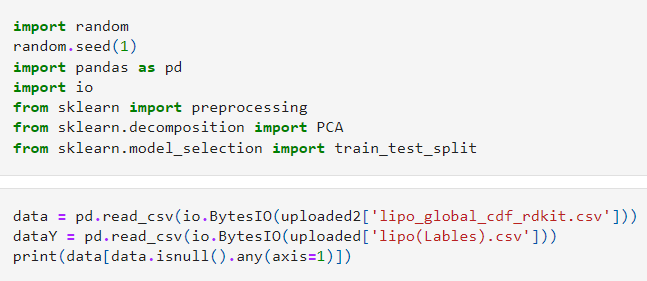 import random
random.seed(1)
import pandas as pd
import io
from sklearn import preprocessing
from sklearn.decomposition import PCA
from sklearn.model_selection import train_test_split
data = pd.read_csv(io.BytesIO(uploaded2['lipo_global_cdf_rdkit.csv']))
dataY = pd.read_csv(io.BytesIO(uploaded['lipo(Lables).csv']))
print(data[data.isnull().any(axis=1)])